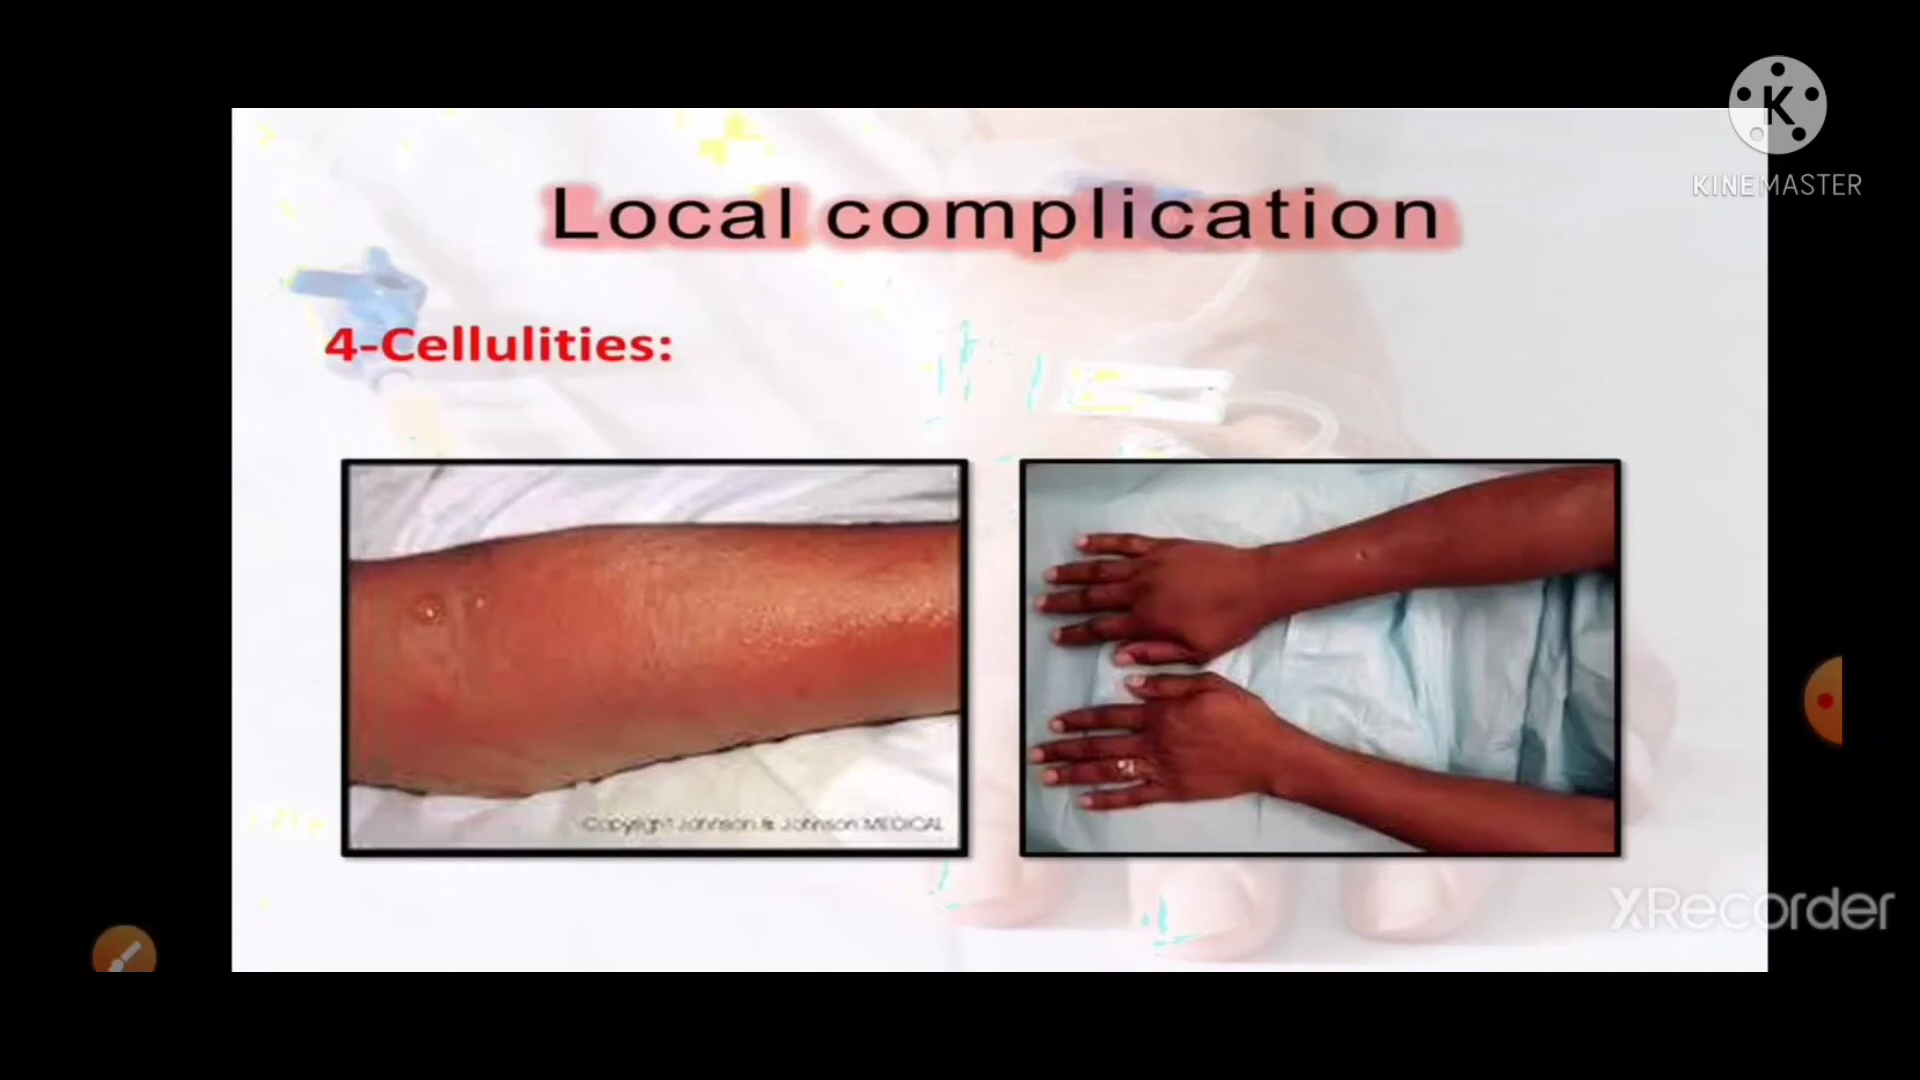 K
KINEMASTER
Local complication
4-Cellulities:
Copyright Johnson & Johnson MEDICAL
XRecorder